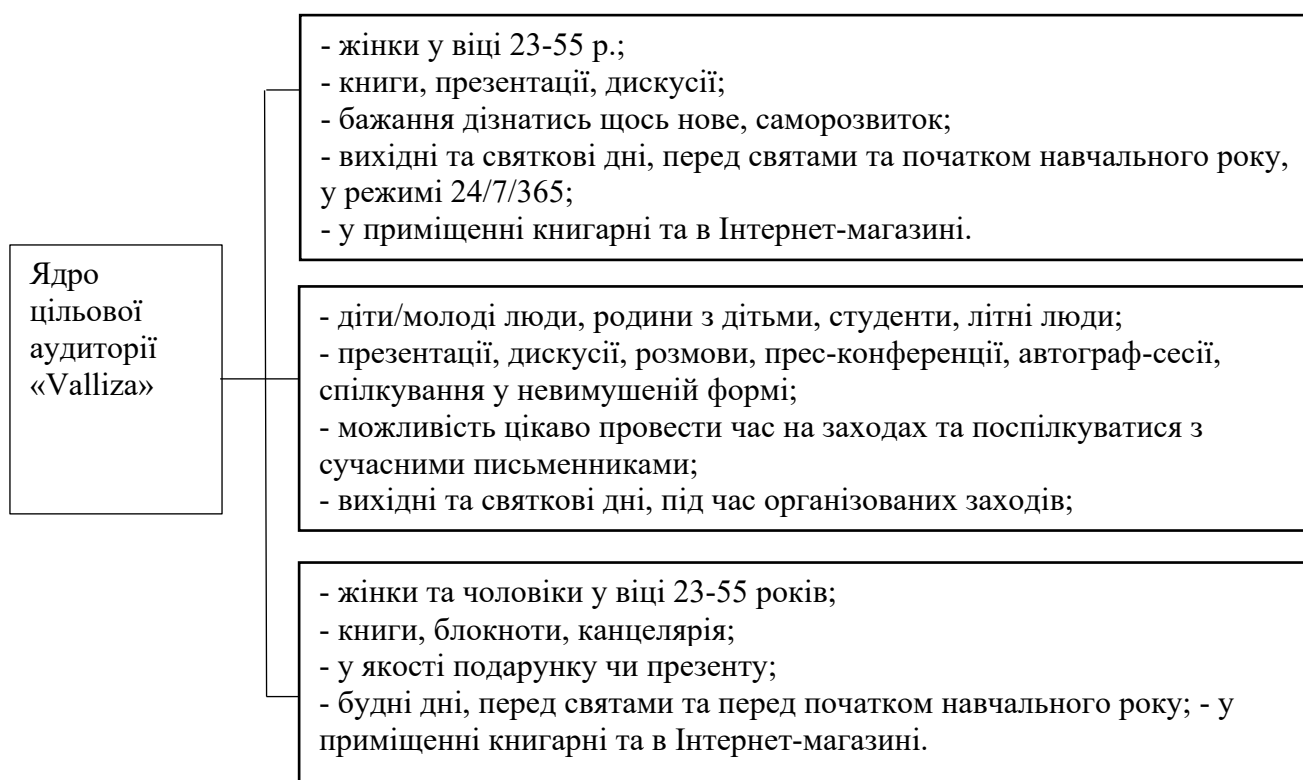 - жінки у віці 23-55 р.;
- книги, презентації, дискусії;
- бажання дізнатись щось нове, саморозвиток;
- вихідні та святкові дні, перед святами та початком навчального року,
у режимі 24/7/365;
- у приміщенні книгарні та в Інтернет-магазині.
Ядро
цільової
аудиторії
«Valliza»
- діти/молоді люди, родини з дітьми, студенти, літні люди;
- презентації, дискусії, розмови, прес-конференції, автограф-сесії,
спілкування у невимушеній формі;
- можливість цікаво провести час на заходах та поспілкуватися з
сучасними письменниками;
- вихідні та святкові дні, під час організованих заходів;
- жінки та чоловіки у віці 23-55 років;
- книги, блокноти, канцелярія;
- у якості подарунку чи презенту;
- будні дні, перед святами та перед початком навчального року; - у
приміщенні книгарні та в Інтернет-магазині.